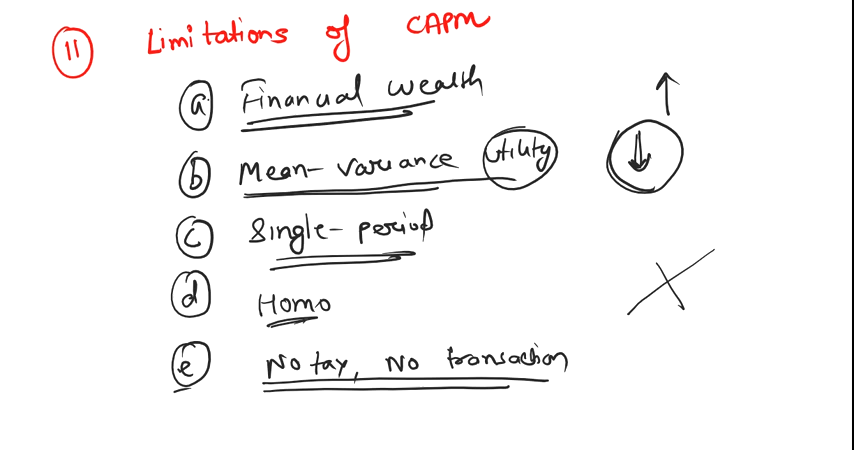 11 Limitations of CAPM
a Financial wealth
b Mean-variance utility
c Single-period
d Homo
e No tax, No transaction